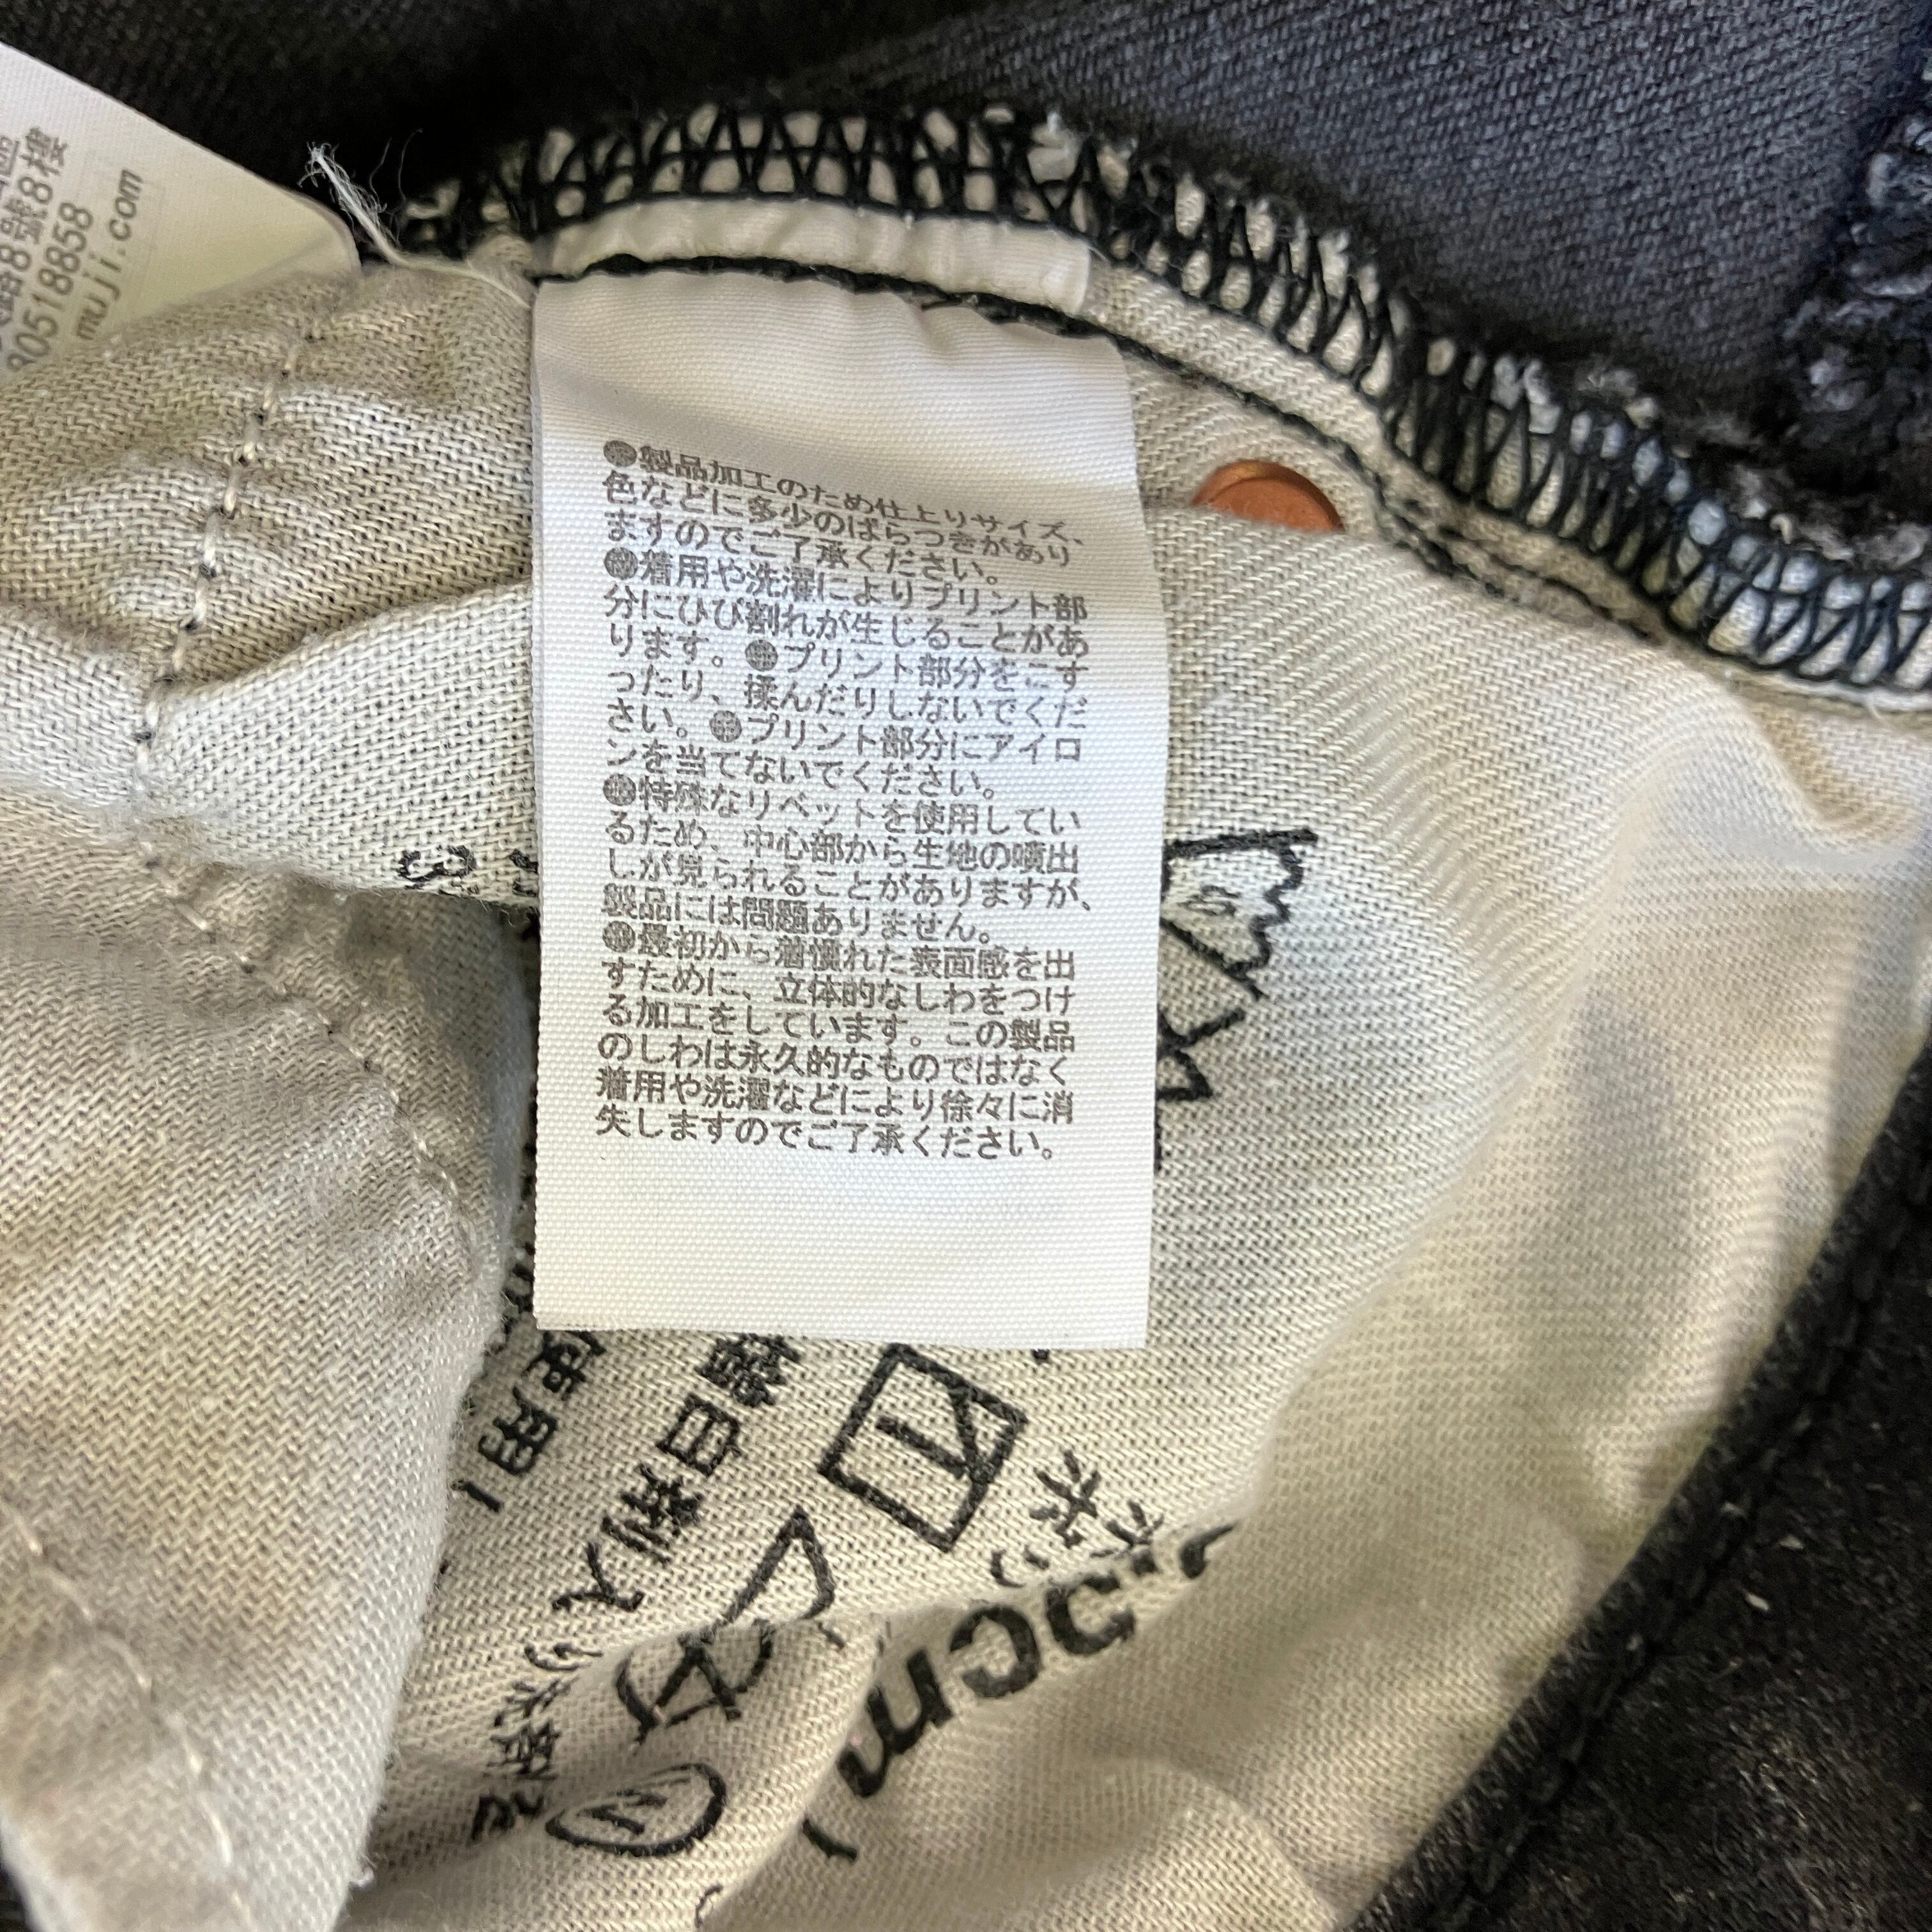 8號8樓
80518858
muji.com
●製品加工のため仕上りサイズ、
色などに多少のばらつきがあり
ますのでご了承ください。
●着用や洗濯によりプリント部
分にひび割れが生じることがあ
ります。●プリント部分をこす
ったり、揉んだりしないでくだ
さい。●プリント部分にアイロ
ンを当てないでください。
●特殊なリベットを使用してい
るため、中心部から生地の噴出
しが見られることがありますが、
製品には問題ありません。
●最初から着慣れた表面感を出
すために、立体的なしわをつけ
る加工をしています。この製品
のしわは永久的なものではなく
着用や洗濯などにより徐々に消
失しますのでご了承ください。
使用し
白剤入
cm